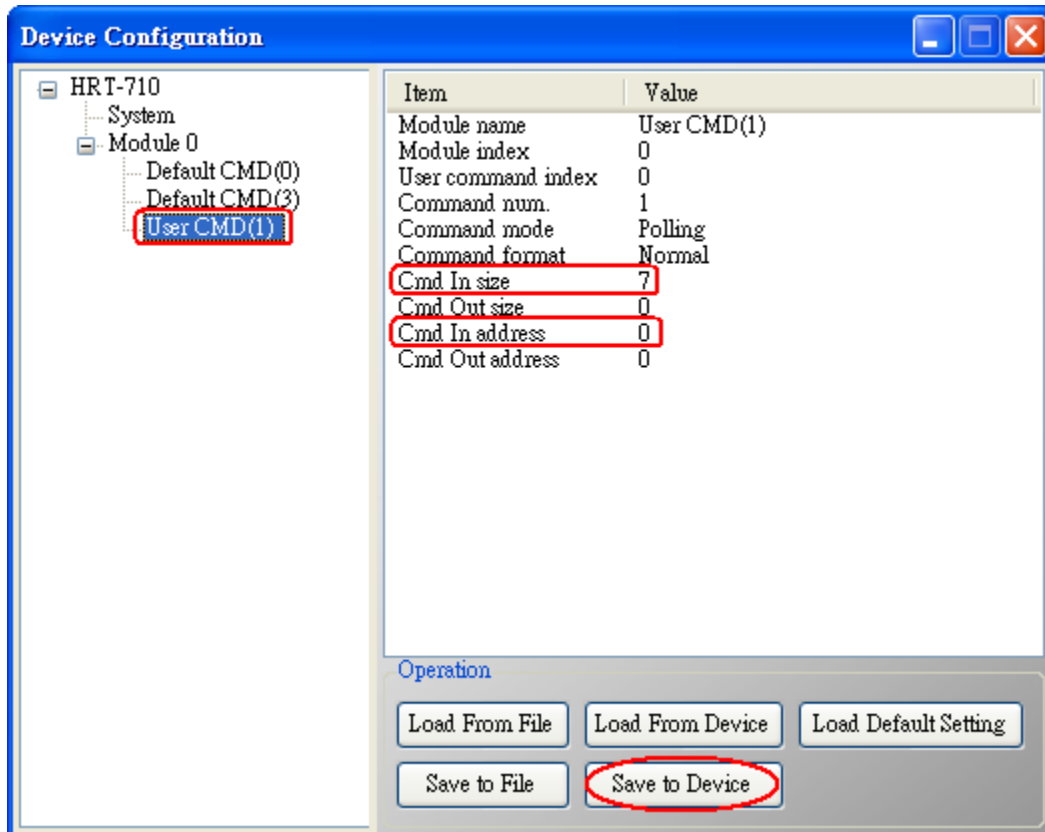 Device Configuration
HRT-710
System
Module 0
Default CMD(0)
Default CMD(3)
User CMD(1)
Item Value
Module name User CMD(1)
Module index 0
User command index 0
Command num. 1
Command mode Polling
Command format Normal
Cmd In size 7
Cmd Out size 0
Cmd In address 0
Cmd Out address 0
Operation
Load From File Load From Device Load Default Setting
Save to File Save to Device